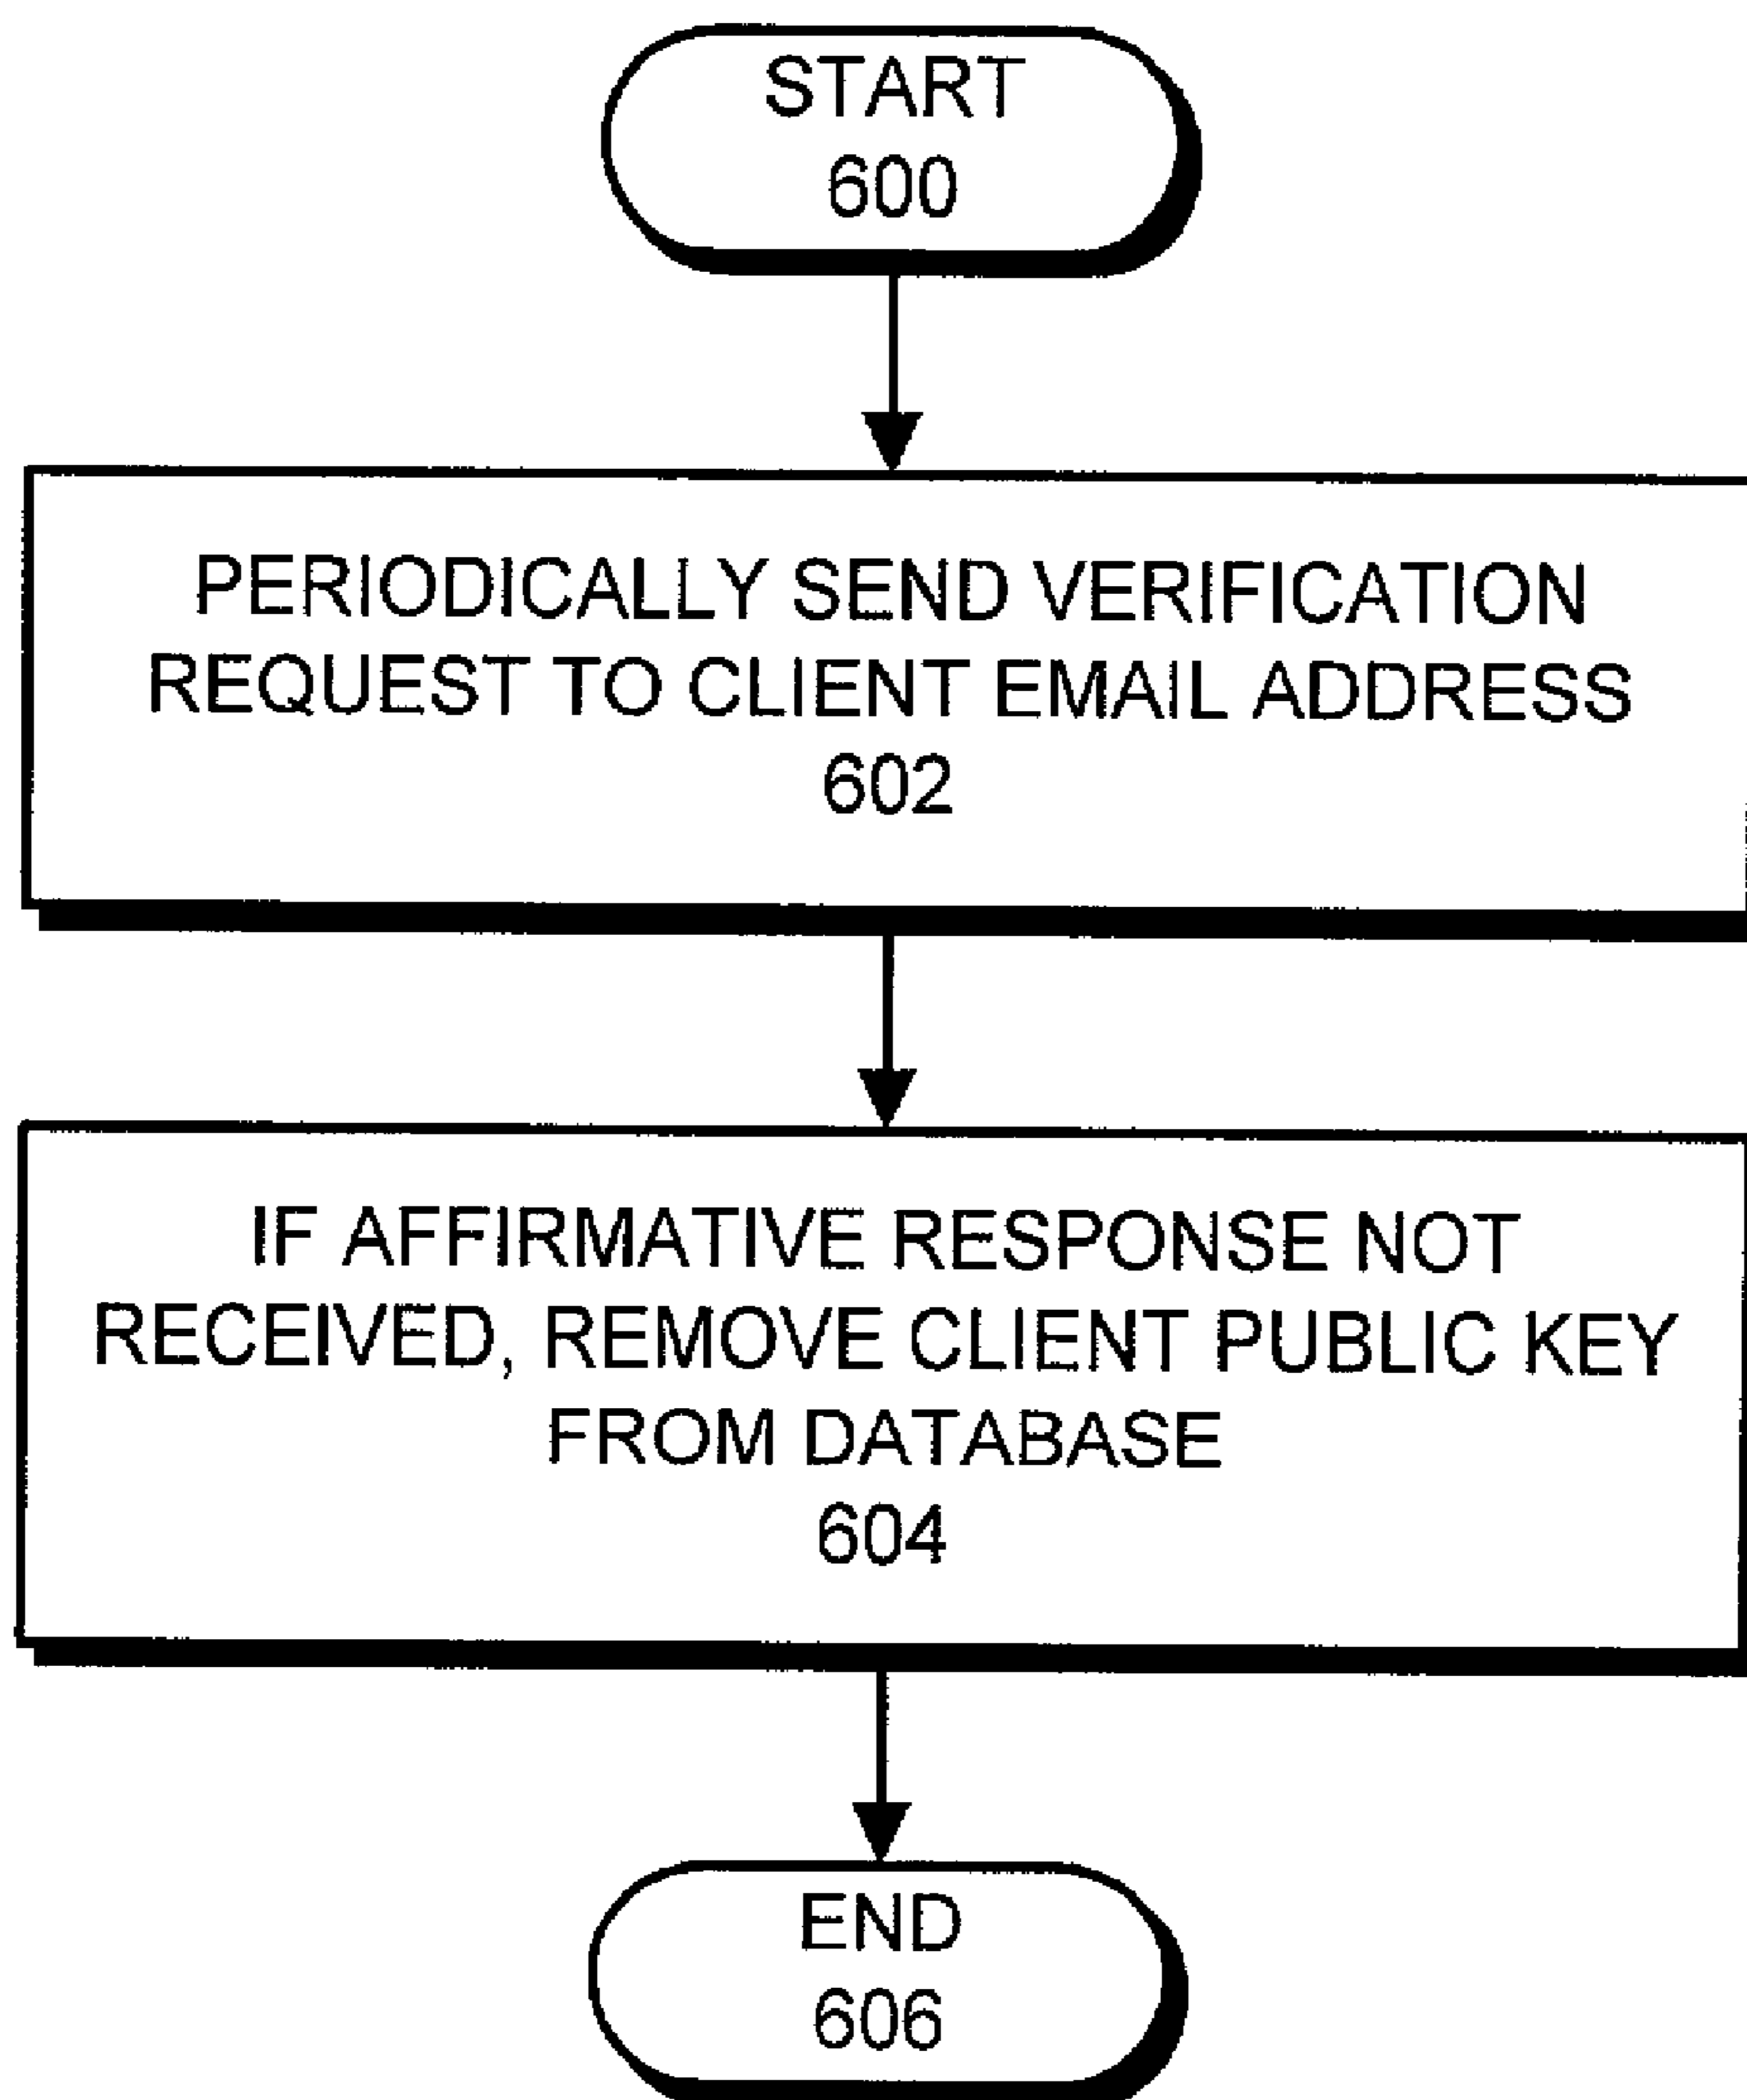 START
600
PERIODICALLY SEND VERIFICATION
REQUEST TO CLIENT EMAIL ADDRESS
602
IF AFFIRMATIVE RESPONSE NOT
RECEIVED, REMOVE CLIENT PUBLIC KEY
FROM DATABASE
604
END
606